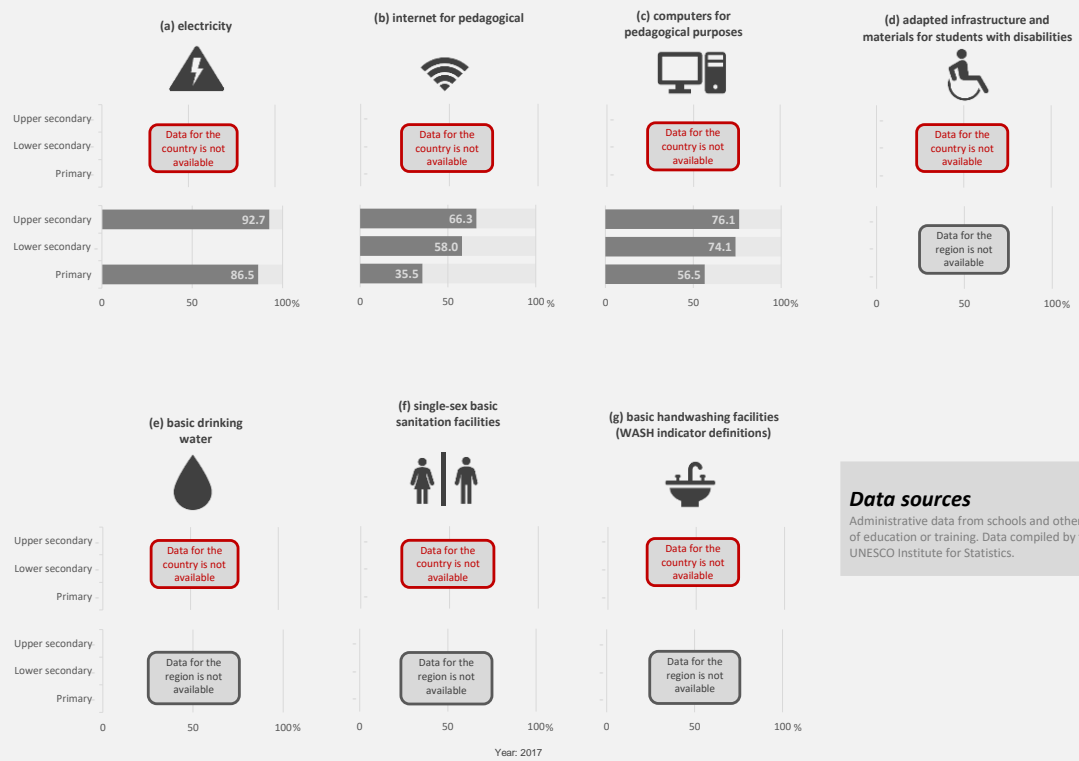 (a) electricity
(b) internet for pedagogical
(c) computers for
pedagogical purposes
(d) adapted infrastructure and
materials for students with disabilities
Upper secondary
Lower secondary
Primary
Data for the
country is not
available
Data for the
country is not
available
Data for the
country is not
available
Data for the
country is not
available
Upper secondary
Lower secondary
Primary
92.7
86.5
0 50 100%
66.3
58.0
35.5
0 50 100%
76.1
74.1
56.5
0 50 100%
Data for the
region is not
available
0 50 100%
(e) basic drinking
water
(f) single-sex basic
sanitation facilities
(g) basic handwashing facilities
(WASH indicator definitions)
Upper secondary
Lower secondary
Primary
Data for the
country is not
available
Data for the
country is not
available
Data for the
country is not
available
Data sources
Administrative data from schools and other
of education or training. Data compiled by
UNESCO Institute for Statistics.
Upper secondary
Lower secondary
Primary
Data for the
region is not
available
0 50 100%
Data for the
region is not
available
0 50 100%
Data for the
region is not
available
0 50 100%
Year: 2017